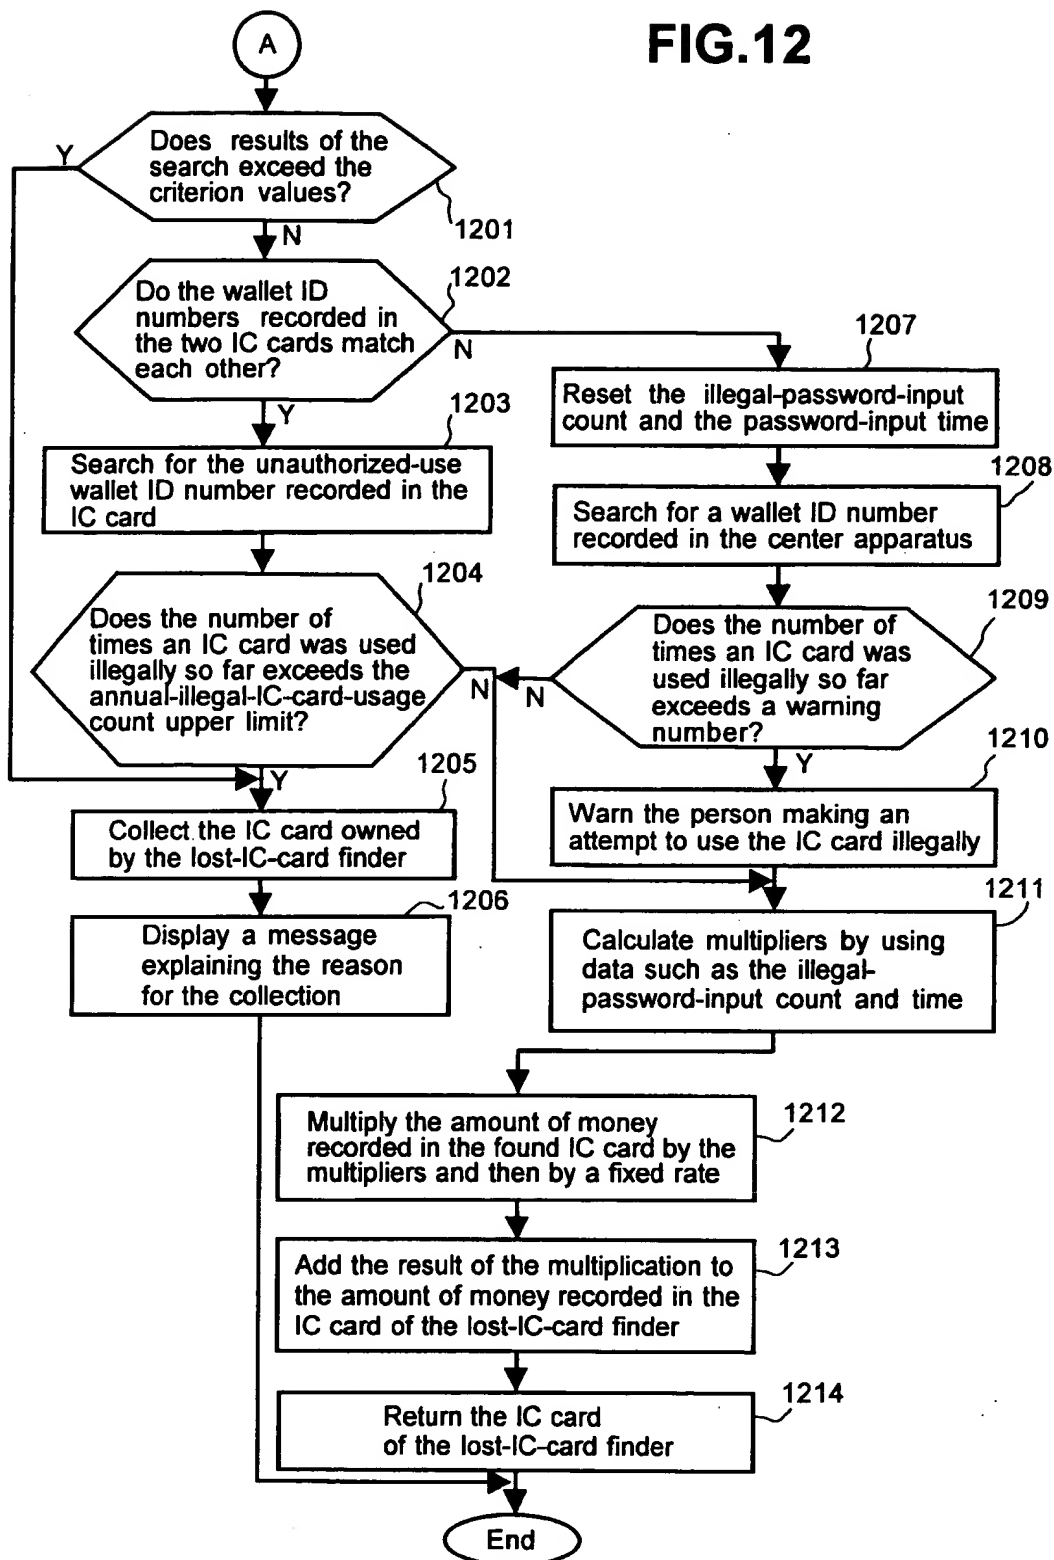 FIG.12
A
Does results of the
search exceed the
criterion values?
Y
1201
N
Do the wallet ID
numbers recorded in
the two IC cards match
each other?
1202
N
Y
1203
Search for the unauthorized-use
wallet ID number recorded in the
IC card
1204
Does the number of
times an IC card was used
illegally so far exceeds the
annual-illegal-IC-card-usage
count upper limit?
N
Y
1205
Collect the IC card owned
by the lost-IC-card finder
1206
Display a message
explaining the reason
for the collection
1207
Reset the illegal-password-input
count and the password-input time
1208
Search for a wallet ID number
recorded in the center apparatus
1209
Does the number of
times an IC card was
used illegally so far
exceeds a warning
number?
N
Y
1210
Warn the person making an
attempt to use the IC card illegally
1211
Calculate multipliers by using
data such as the illegal-
password-input count and time
1212
Multiply the amount of money
recorded in the found IC card by the
multipliers and then by a fixed rate
1213
Add the result of the multiplication to
the amount of money recorded in the
IC card of the lost-IC-card finder
1214
Return the IC card
of the lost-IC-card finder
End